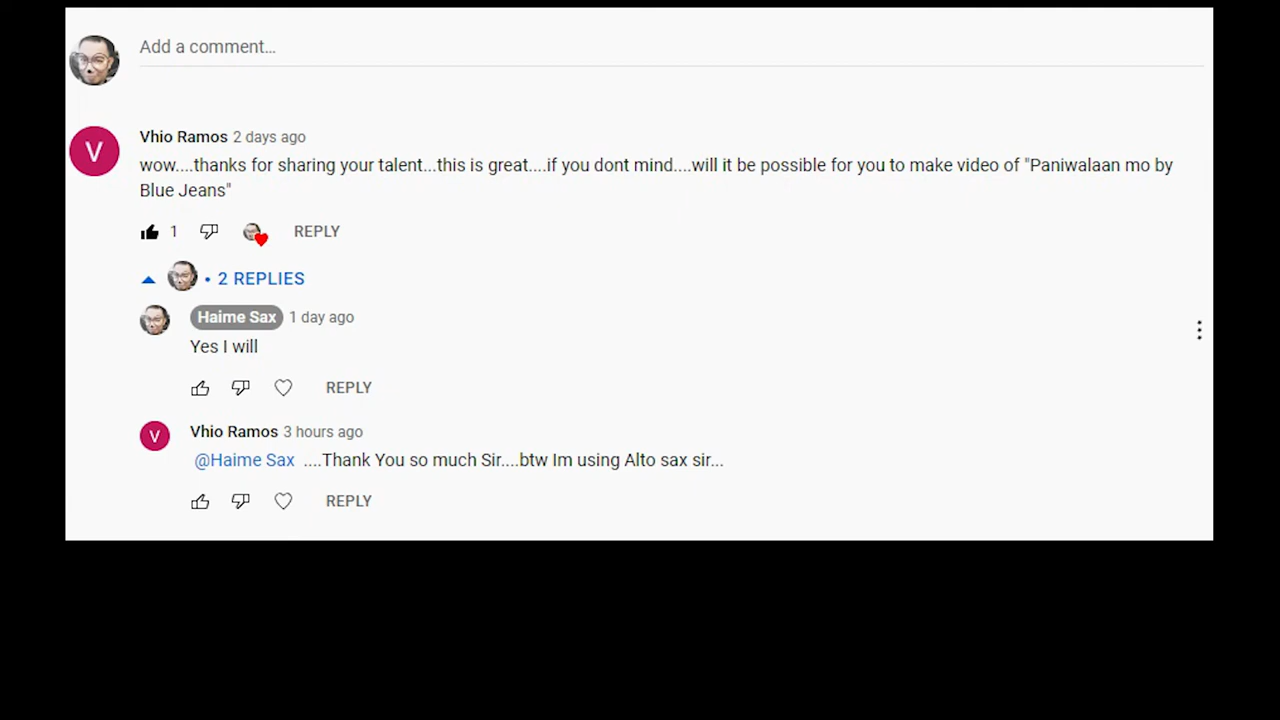 Add a comment...
V
Vhio Ramos 2 days ago
wow....thanks for sharing your talent...this is great....if you dont mind....will it be possible for you to make video of "Paniwalaan mo by
Blue Jeans"
1 REPLY
• 2 REPLIES
Haime Sax 1 day ago
Yes I will
REPLY
V
Vhio Ramos 3 hours ago
@Haime Sax ....Thank You so much Sir....btw Im using Alto sax sir...
REPLY